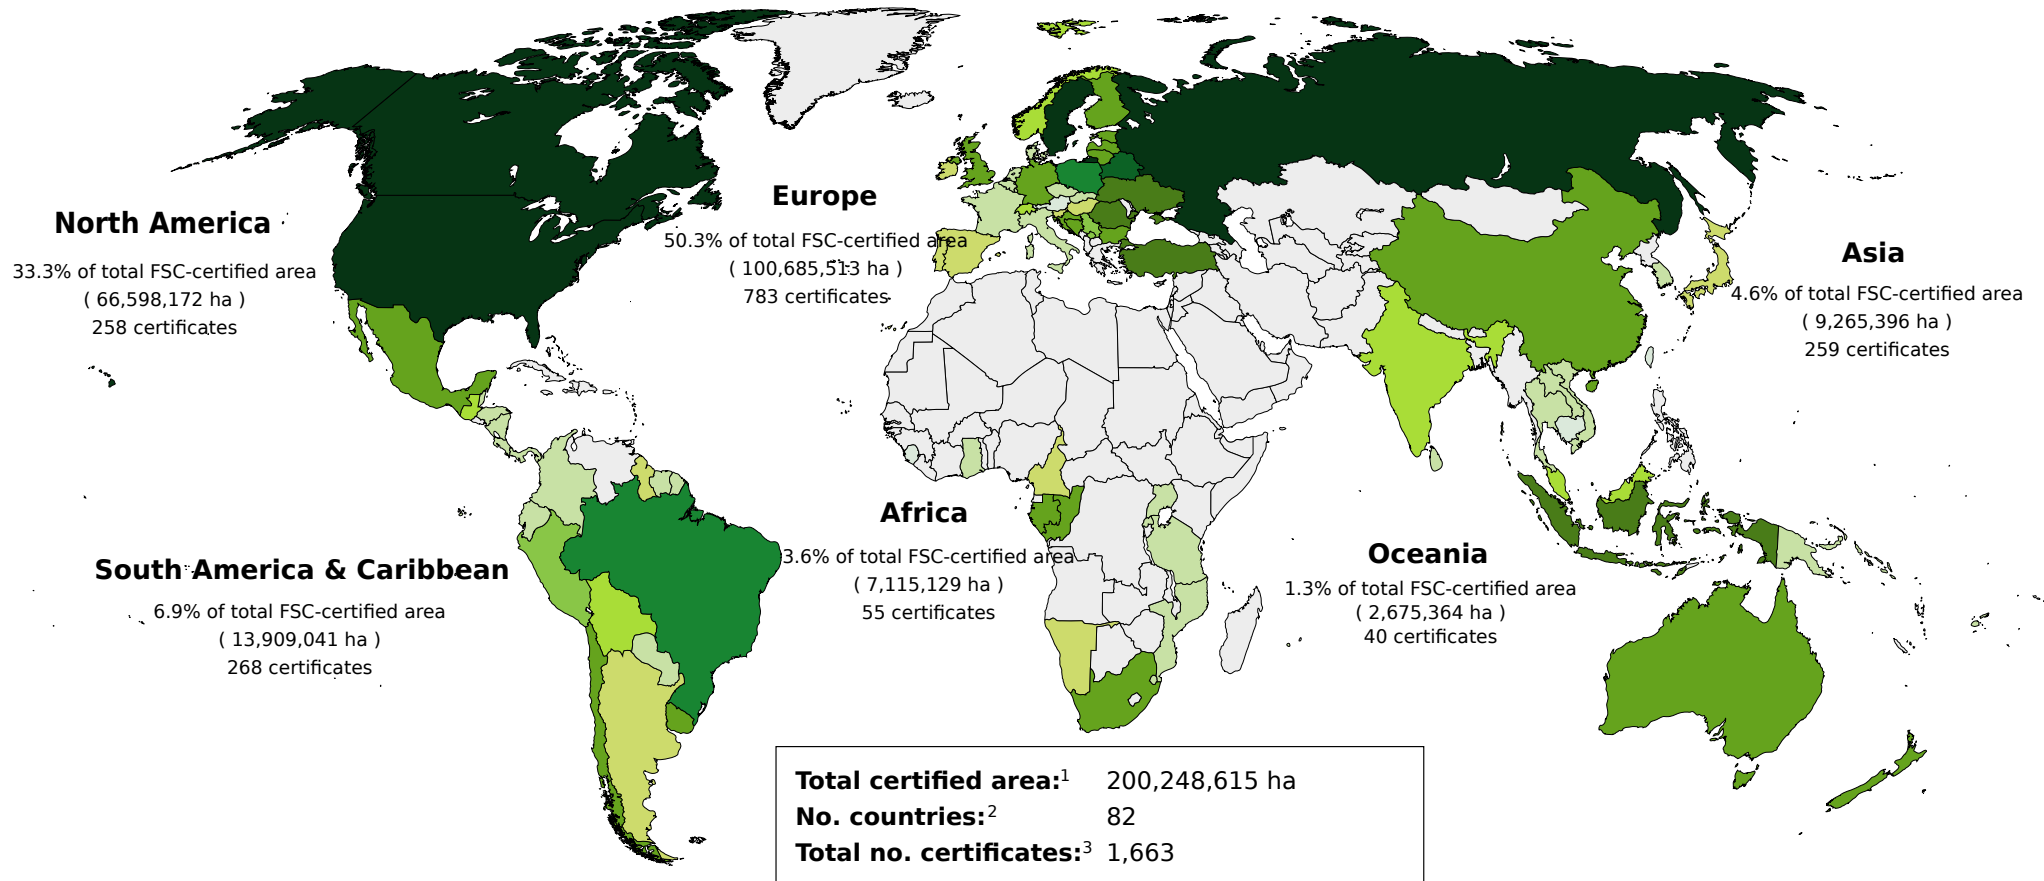 North America
33.3% of total FSC-certified area
( 66,598,172 ha )
258 certificates
Europe
50.3% of total FSC-certified area
( 100,685,513 ha )
783 certificates
Asia
4.6% of total FSC-certified area
( 9,265,396 ha )
259 certificates
South America & Caribbean
6.9% of total FSC-certified area
( 13,909,041 ha )
268 certificates
Africa
3.6% of total FSC-certified area
( 7,115,129 ha )
55 certificates
Oceania
1.3% of total FSC-certified area
( 2,675,364 ha )
40 certificates
Total certified area:¹ 200,248,615 ha
No. countries:² 82
Total no. certificates:³ 1,663